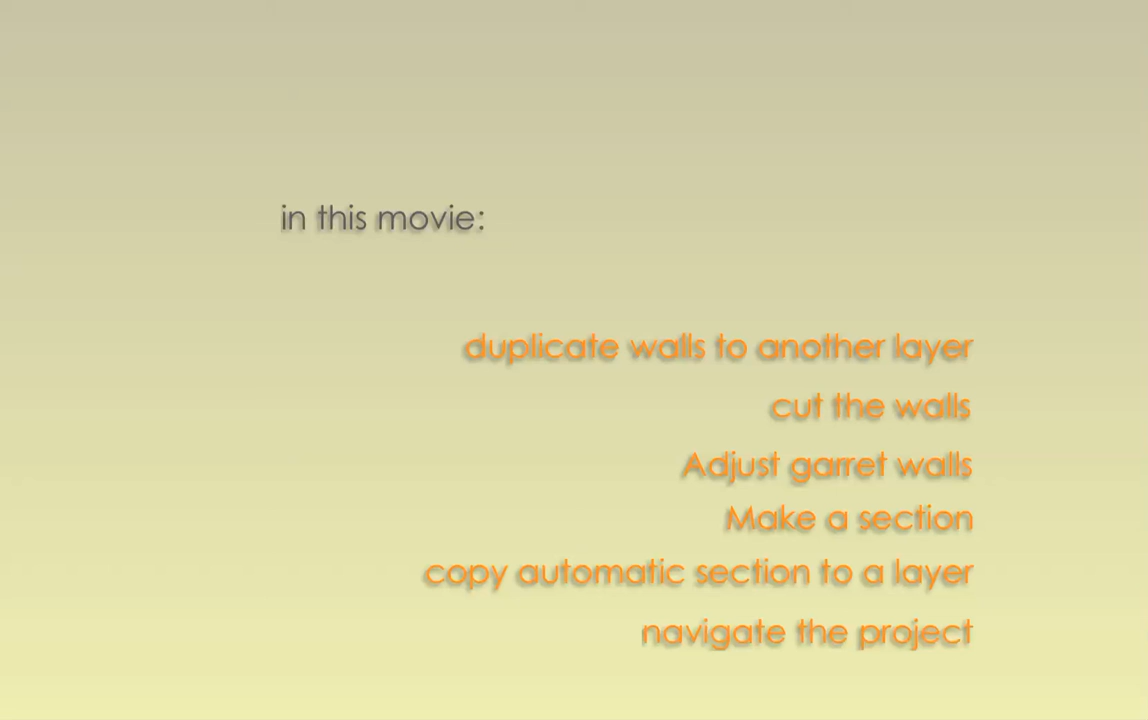 in this movie:
duplicate walls to another layer
cut the walls
Adjust garret walls
Make a section
copy automatic section to a layer
navigate the project